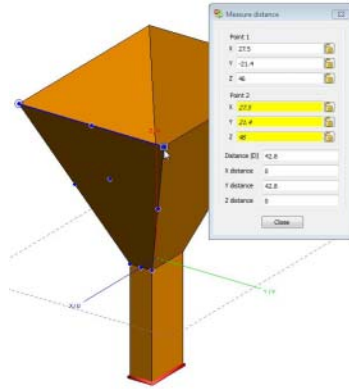 Measure distance
Point 1
X 27.5
Y -21.4
Z 46
Point 2
X 27.5
Y 21.4
Z 46
Distance (D) 42.8
X distance 0
Y distance 42.8
Z distance 0
Close